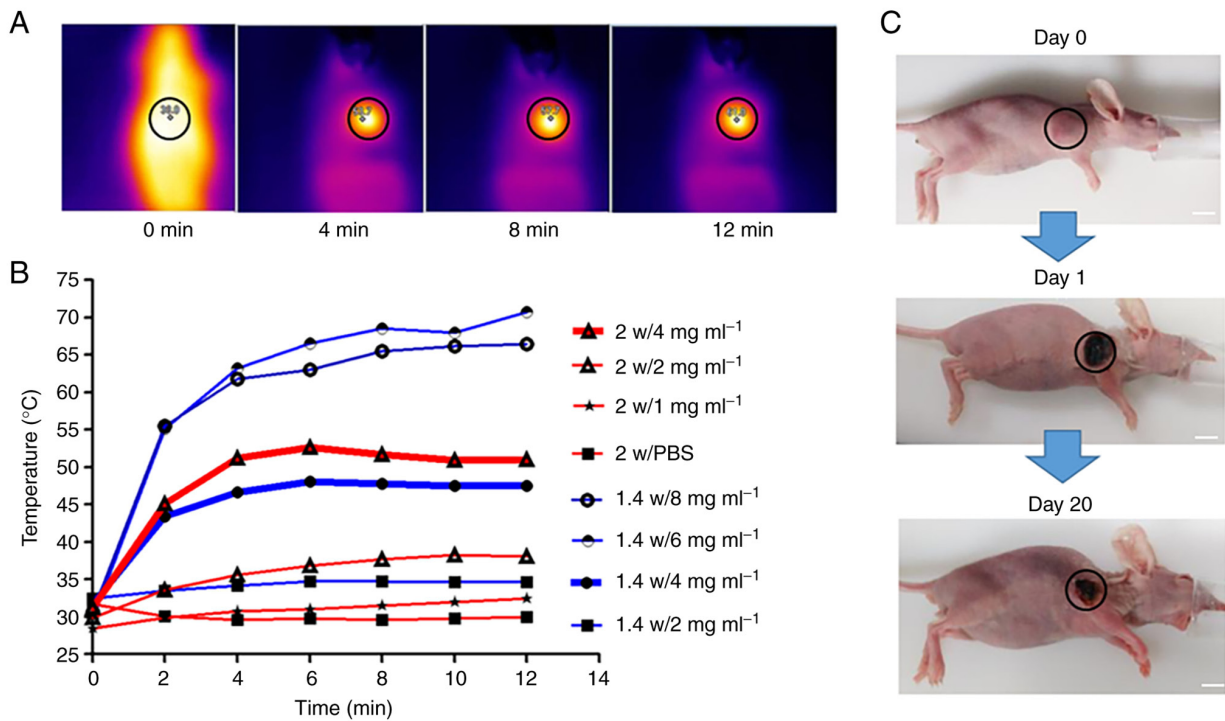 A
0 min
4 min
8 min
12 min
B
Temperature (°C)
75
70
65
60
55
50
45
40
35
30
25
0
2
4
6
8
10
12
14
Time (min)
2 w/4 mg ml⁻¹
2 w/2 mg ml⁻¹
2 w/1 mg ml⁻¹
2 w/PBS
1.4 w/8 mg ml⁻¹
1.4 w/6 mg ml⁻¹
1.4 w/4 mg ml⁻¹
1.4 w/2 mg ml⁻¹
C
Day 0
Day 1
Day 20